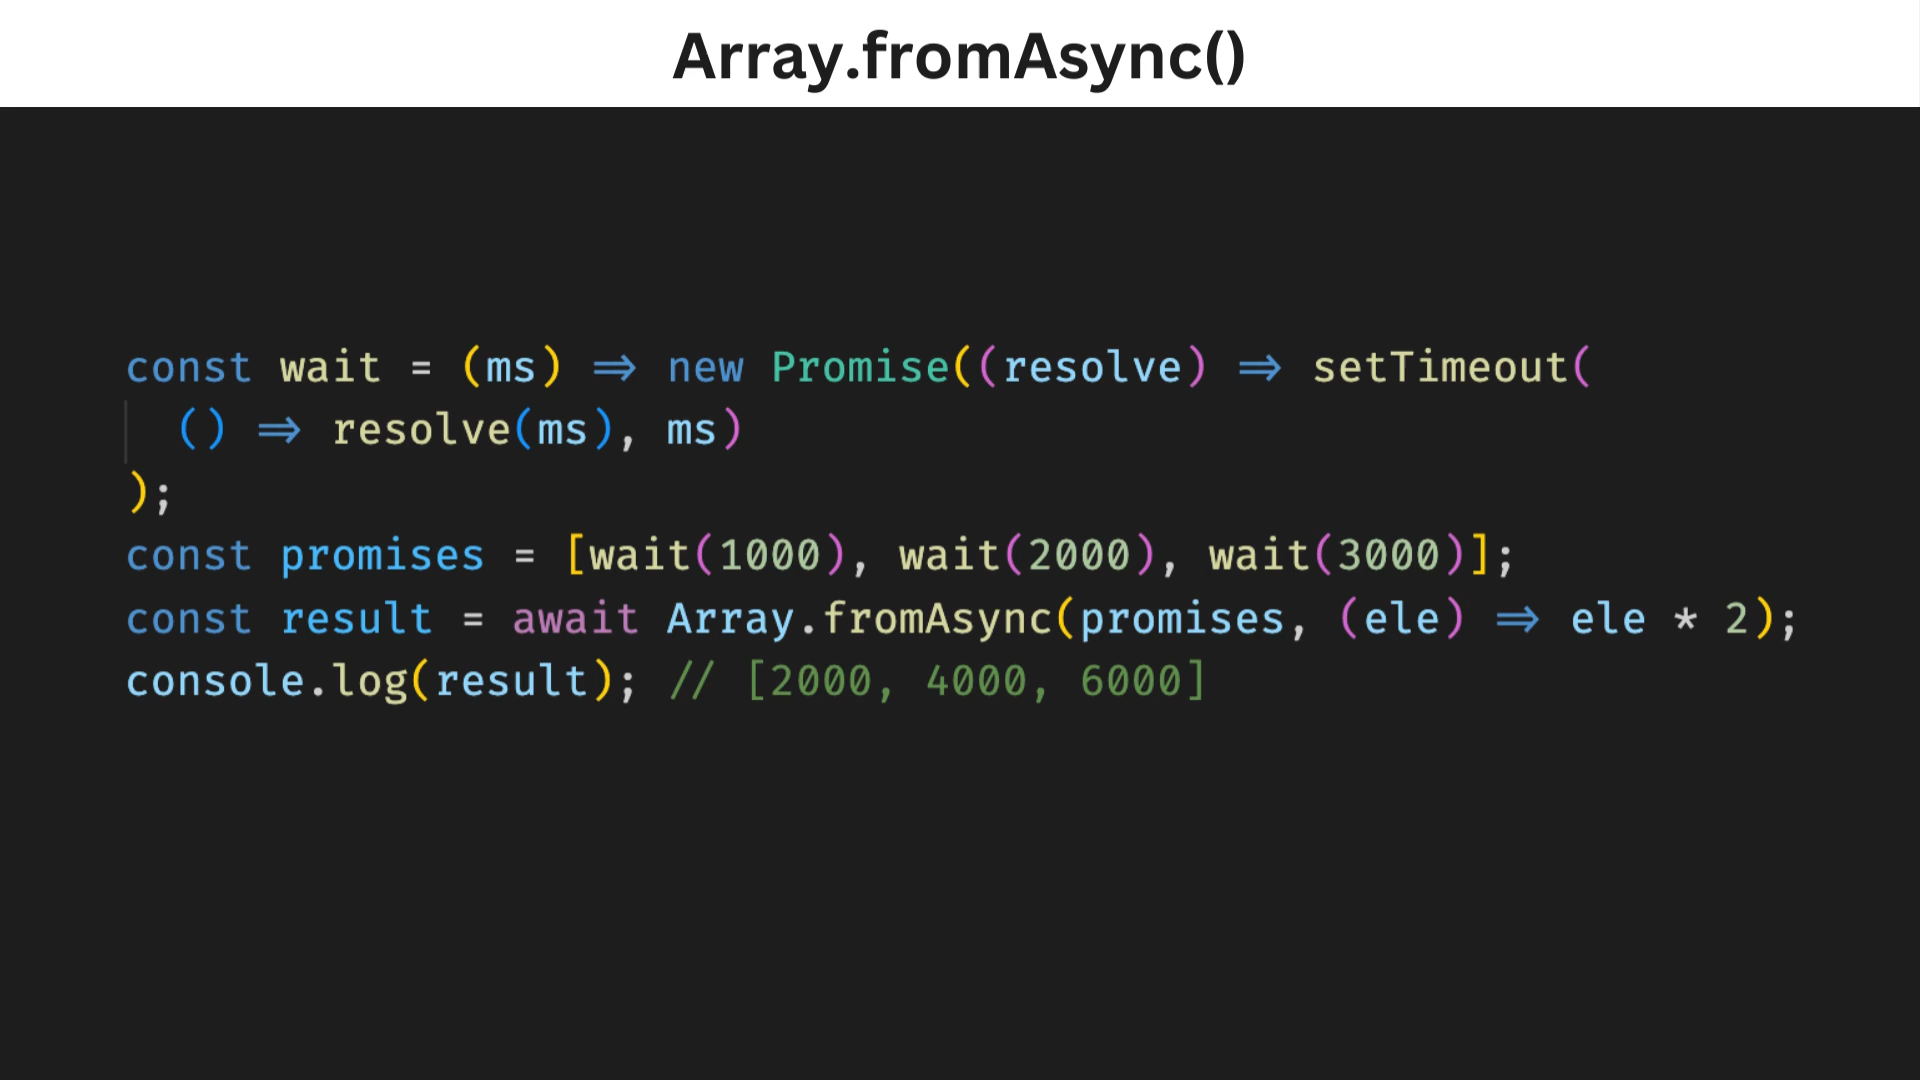 Array.fromAsync()
const wait = (ms) => new Promise((resolve) => setTimeout(
() => resolve(ms), ms)
);
const promises = [wait(1000), wait(2000), wait(3000)];
const result = await Array.fromAsync(promises, (ele) => ele * 2);
console.log(result); // [2000, 4000, 6000]